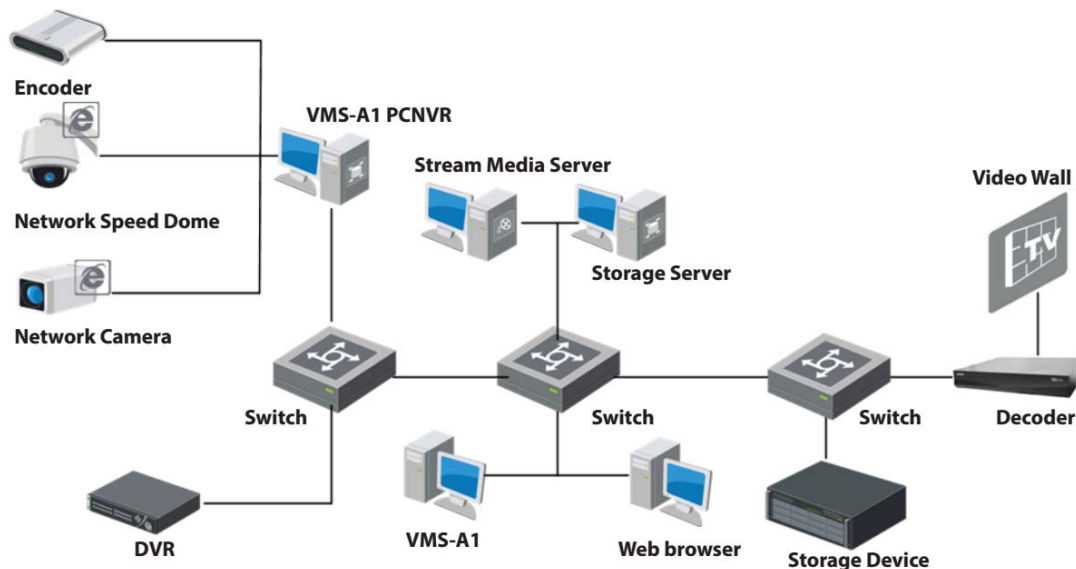 Encoder
VMS-A1 PCNVR
Stream Media Server
Video Wall
Network Speed Dome
Storage Server
TV
Network Camera
Switch
Switch
Switch
Decoder
DVR
VMS-A1
Web browser
Storage Device